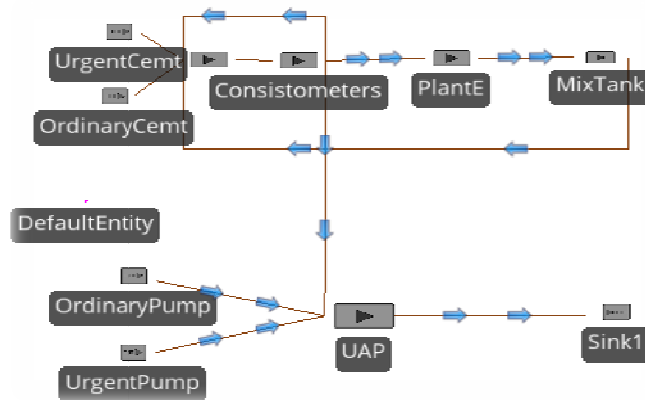 UrgentCemt
Consistometers
PlantE
MixTank
OrdinaryCemt
DefaultEntity
OrdinaryPump
UAP
Sink1
UrgentPump